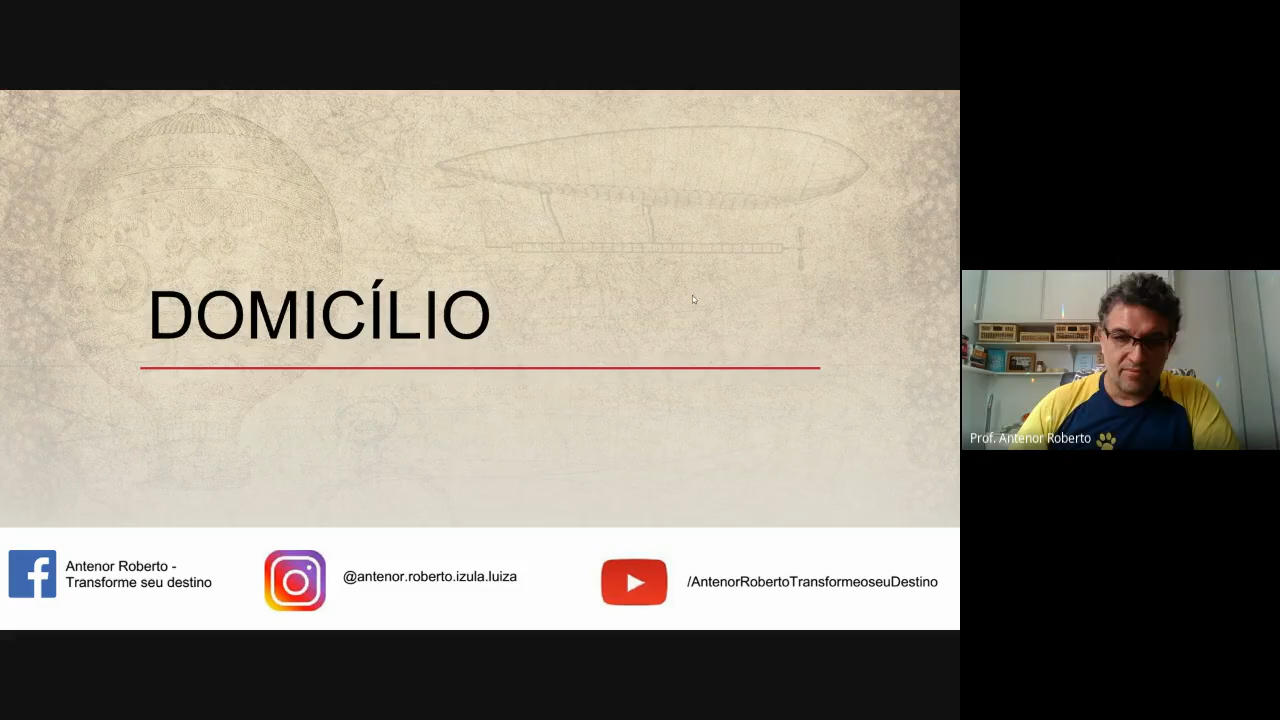 DOMICÍLIO
Antenor Roberto -
Transforme seu destino
@antenor.roberto.izula.luiza
/AntenorRobertoTransformeoseuDestino
Prof. Antenor Roberto